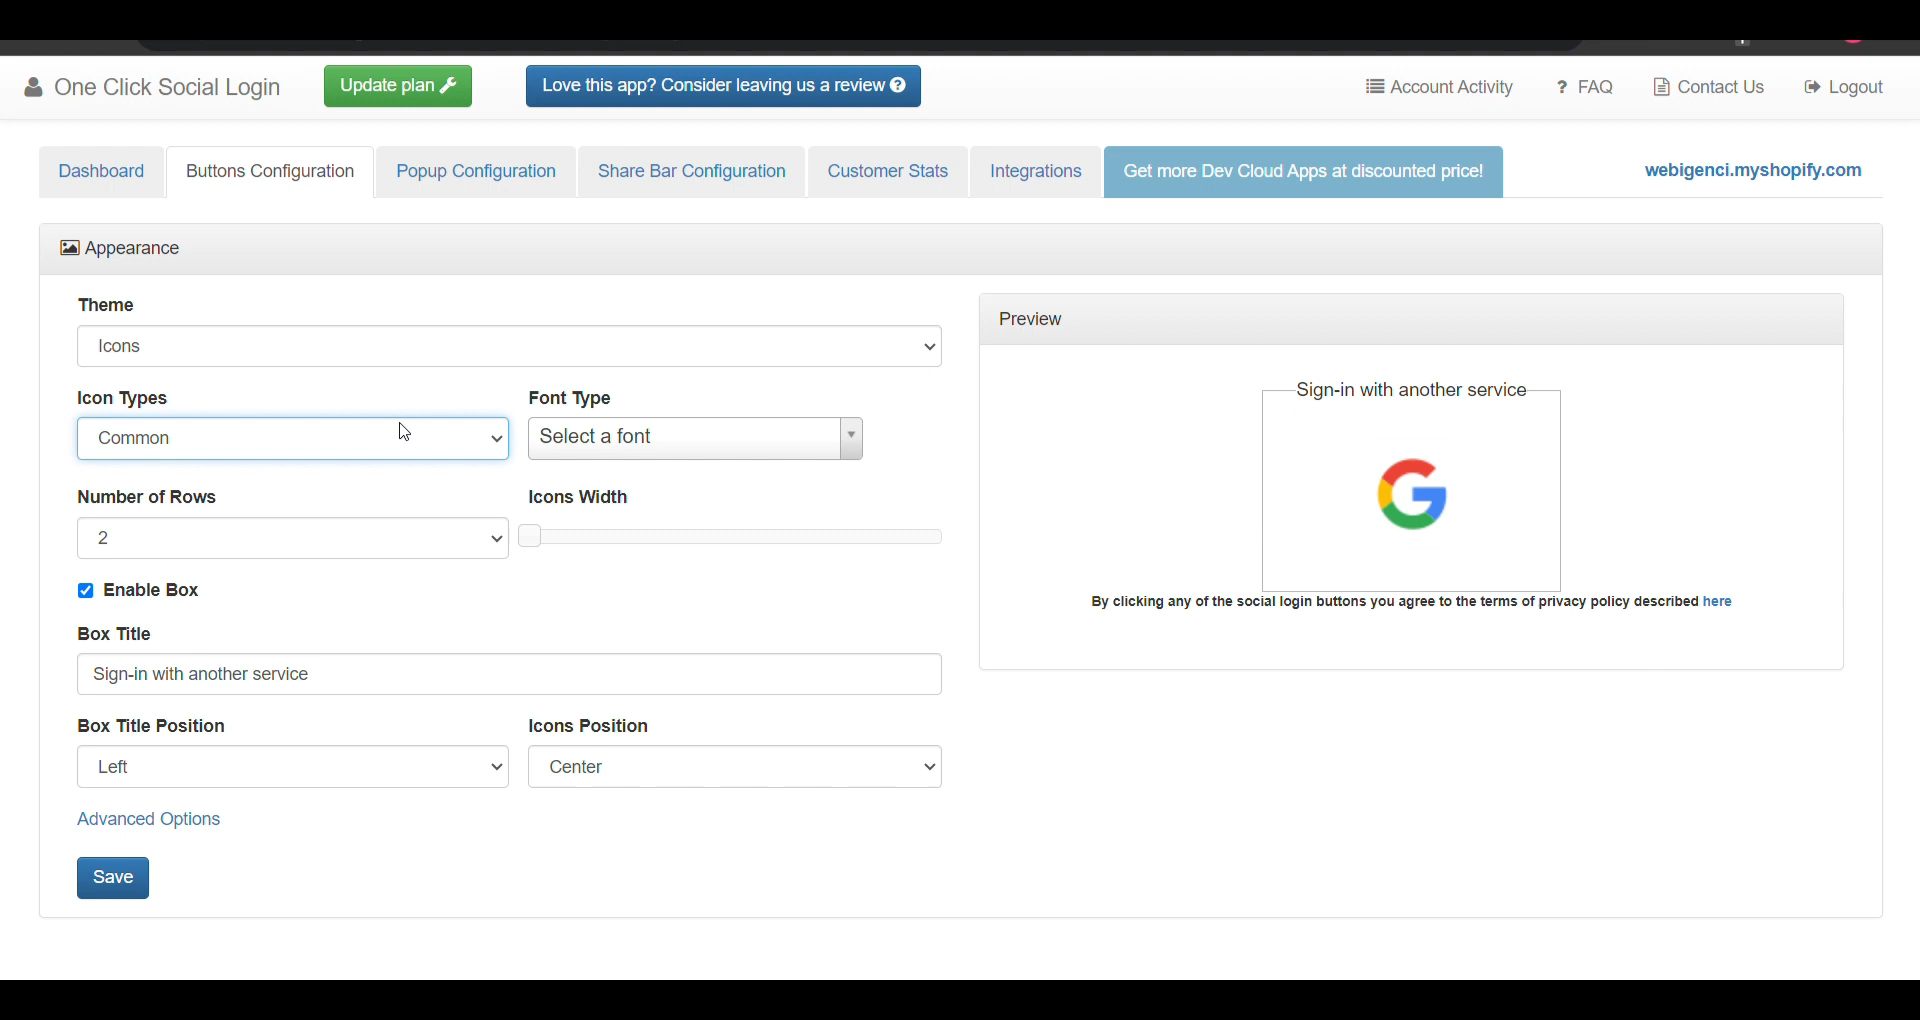 One Click Social Login
Update plan
Love this app? Consider leaving us a review
Account Activity
? FAQ
Contact Us
Logout
Dashboard
Buttons Configuration
Popup Configuration
Share Bar Configuration
Customer Stats
Integrations
Get more Dev Cloud Apps at discounted price!
webigenci.myshopify.com
Appearance
Theme
Icons
Icon Types
Font Type
Common
Select a font
Number of Rows
Icons Width
2
Enable Box
Box Title
Sign-in with another service
Box Title Position
Icons Position
Left
Center
Advanced Options
Save
Preview
Sign-in with another service
By clicking any of the social login buttons you agree to the terms of privacy policy described here